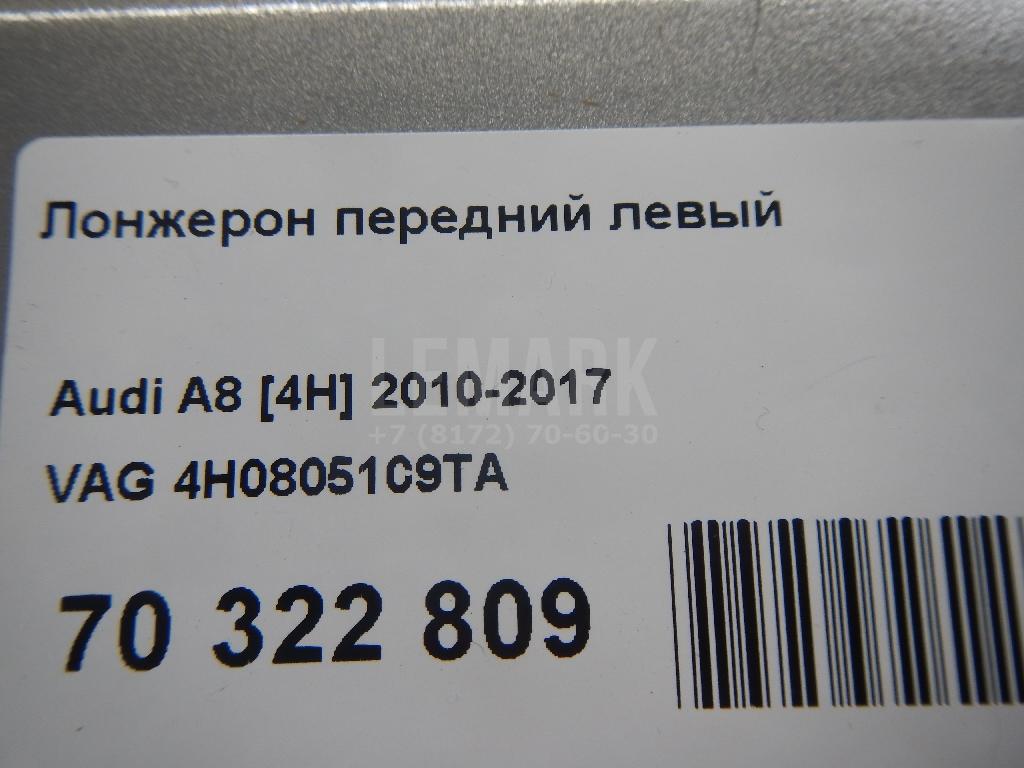 Лонжерон передний левый
LEMARK
Audi A8 [4H] 2010-2017
+7 (8172) 70-60-30
VAG 4H0805109TA
70 322 809